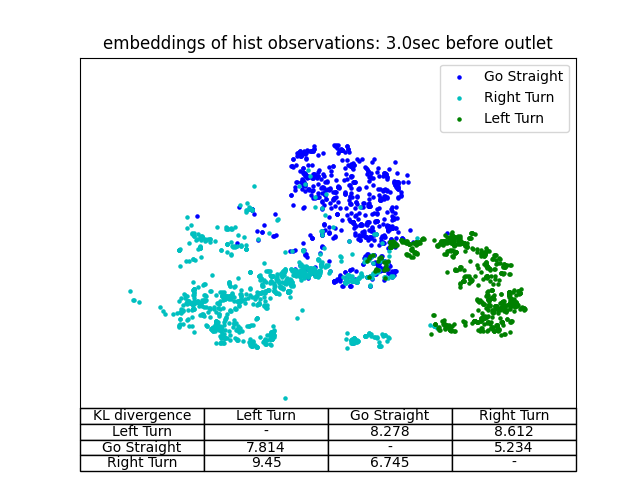 embeddings of hist observations: 3.0sec before outlet
Go Straight
Right Turn
Left Turn
KL divergence Left Turn Go Straight Right Turn
Left Turn - 8.278 8.612
Go Straight 7.814 - 5.234
Right Turn 9.45 6.745 -